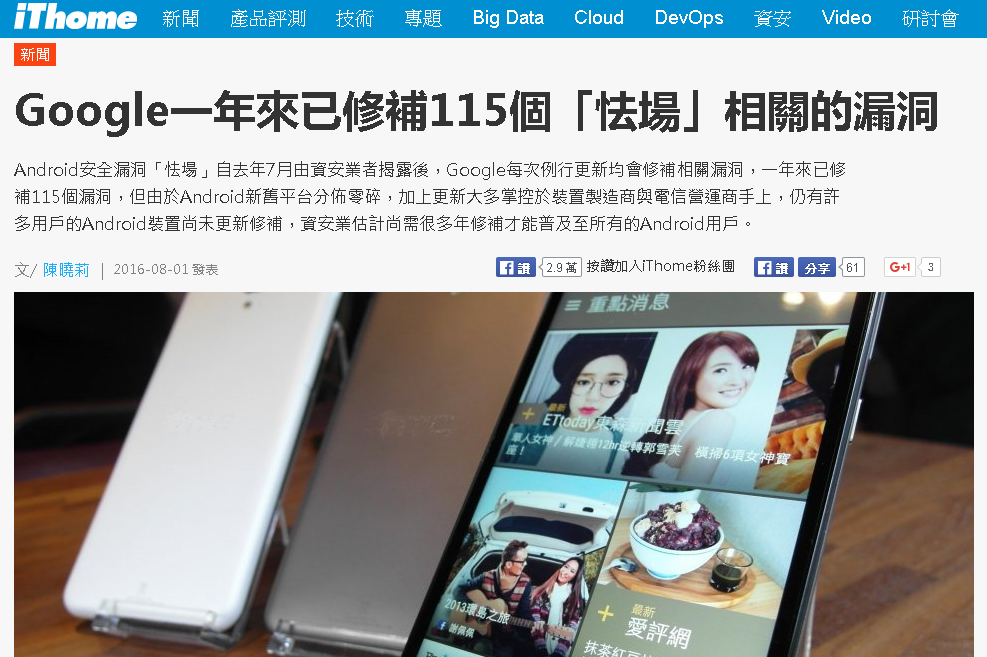 iThome 新聞 產品評測 技術 專題 Big Data Cloud DevOps 資安 Video 研討會
新聞
Google一年來已修補115個「怯場」相關的漏洞
Android安全漏洞「怯場」自去年7月由資安業者揭露後，Google每次例行更新均會修補相關漏洞，一年來已修
補115個漏洞，但由於Android新舊平台分佈零碎，加上更新大多掌控於裝置製造商與電信營運商手上，仍有許
多用戶的Android裝置尚未更新修補，資安業估計尚需很多年修補才能普及至所有的Android用戶。
文/ 陳曉莉 | 2016-08-01 發表
讚 2.9 萬 按讚加入iThome粉絲團 讚 分享 61 G+1 3
重點消息
最新
ETtoday東森新聞雲
華人女神／解捷徑12hr逆轉郭雪芙 橫掃6項女神寶
座！
2013環島之旅
謝佩佩
最新
愛評網